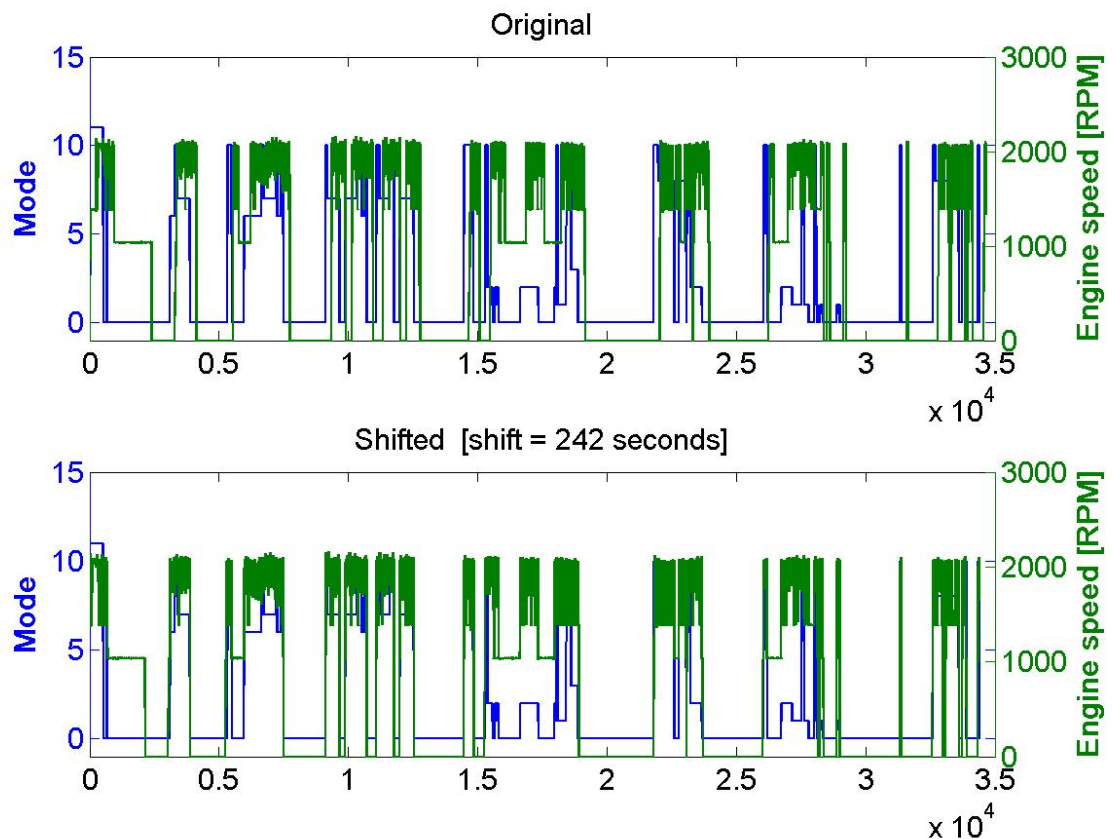 Original
15
10
5
0
Mode
3000
2000
1000
0
Engine speed [RPM]
0 0.5 1 1.5 2 2.5 3 3.5
x 10^4
Shifted [shift = 242 seconds]
15
10
5
0
Mode
3000
2000
1000
0
Engine speed [RPM]
0 0.5 1 1.5 2 2.5 3 3.5
x 10^4